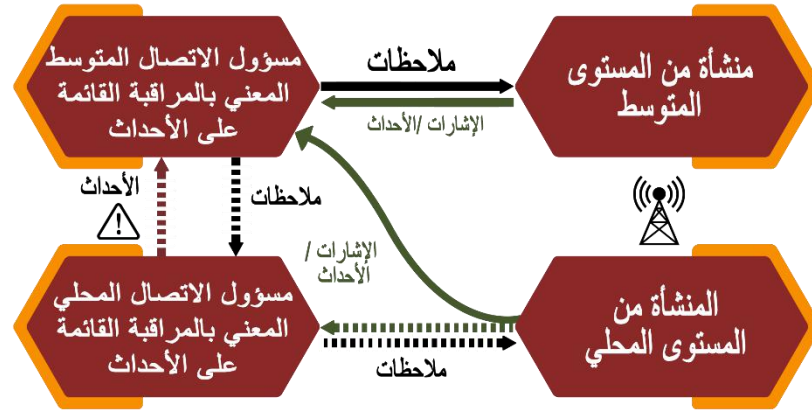 منشأة من المستوى
المتوسط
ملاحظات
الإشارات /الأحداث
مسؤول الاتصال المتوسط
المعني بالمراقبة القائمة
على الأحداث
الأحداث
ملاحظات
الإشارات /
الأحداث
المنشأة من
المستوى المحلي
ملاحظات
مسؤول الاتصال المحلي
المعني بالمراقبة القائمة
على الأحداث